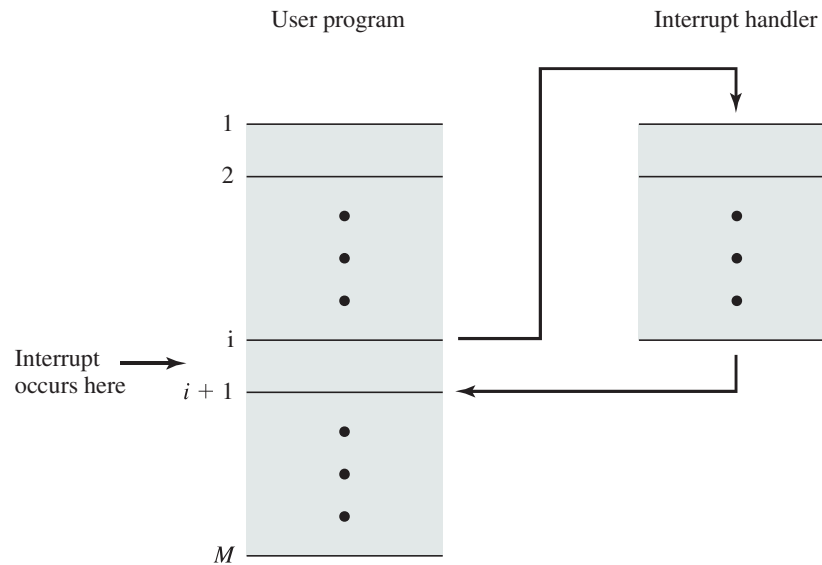 User program
Interrupt handler
1
2
i
Interrupt
occurs here
i + 1
M